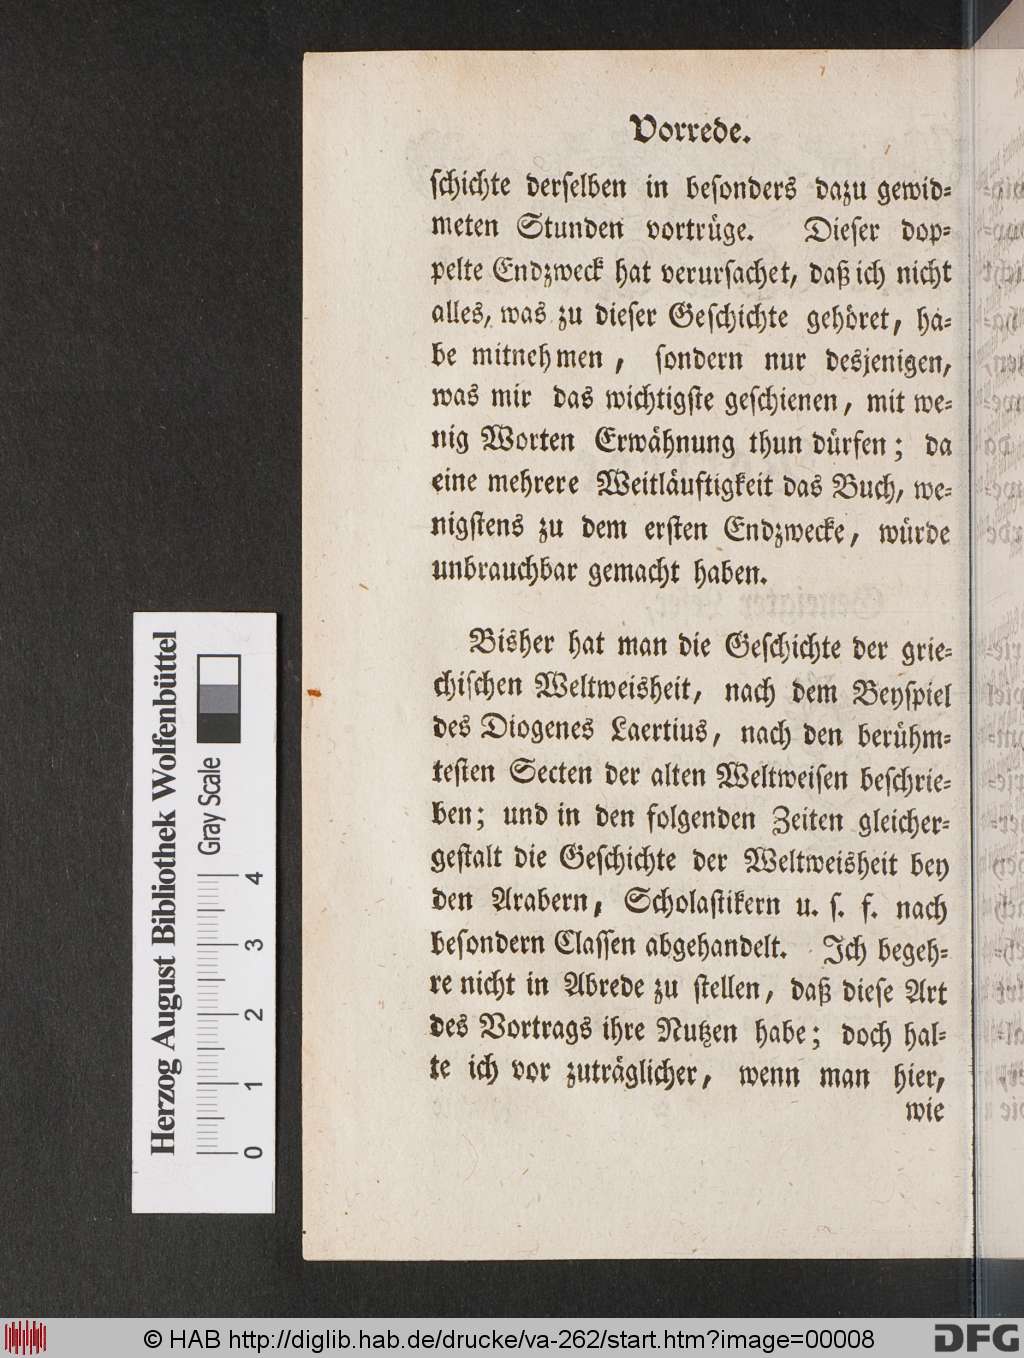 Vorrede.
schichte derselben in besonders dazu gewid-
meten Stunden vortrüge. Dieser dop-
pelte Endzweck hat verursachet, daß ich nicht
alles, was zu dieser Geschichte gehöret, ha-
be mitnehmen, sondern nur desjenigen,
was mir das wichtigste geschienen, mit we-
nig Worten Erwähnung thun dürfen; da
eine mehrere Weitläuftigkeit das Buch, we-
nigstens zu dem ersten Endzwecke, würde
unbrauchbar gemacht haben.
Bisher hat man die Geschichte der grie-
chischen Weltweisheit, nach dem Beyspiel
des Diogenes Laertius, nach den berühm-
testen Secten der alten Weltweisen beschrie-
ben; und in den folgenden Zeiten gleicher-
gestalt die Geschichte der Weltweisheit bey
den Arabern, Scholastikern u. s. f. nach
besondern Classen abgehandelt. Ich begeh-
re nicht in Abrede zu stellen, daß diese Art
des Vortrags ihre Nutzen habe; doch hal-
te ich vor zuträglicher, wenn man hier,
wie
Herzog August Bibliothek Wolfenbüttel
Gray Scale
0 1 2 3 4
© HAB http://diglib.hab.de/drucke/va-262/start.htm?image=00008
DFG